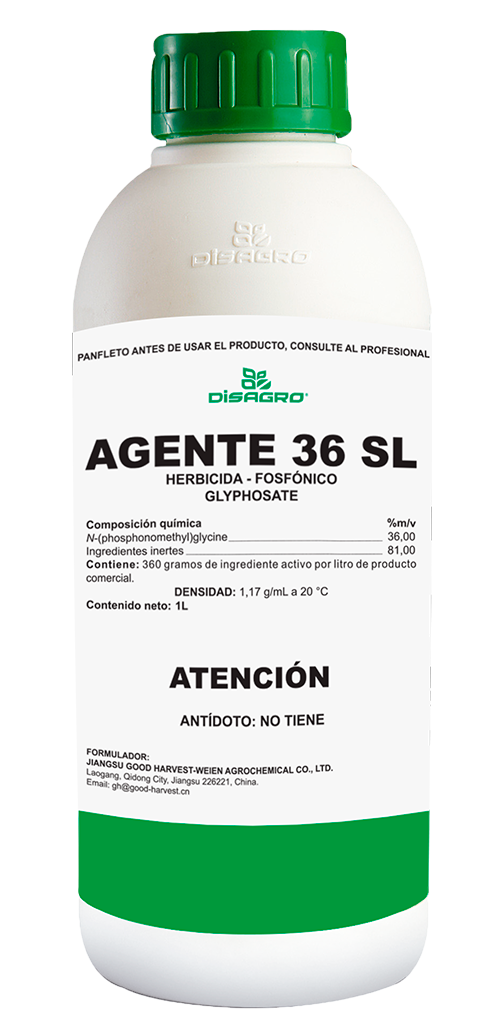 DISAGRO
PANFLETO ANTES DE USAR EL PRODUCTO, CONSULTE AL PROFESIONAL
DISAGRO®
AGENTE 36 SL
HERBICIDA - FOSFÓNICO
GLYPHOSATE
Composición química %m/v
N-(phosphonomethyl)glycine 36,00
Ingredientes inertes 81,00
Contiene: 360 gramos de ingrediente activo por litro de producto
comercial.
DENSIDAD: 1,17 g/mL a 20 °C
Contenido neto: 1L
ATENCIÓN
ANTÍDOTO: NO TIENE
FORMULADOR:
JIANGSU GOOD HARVEST-WEIEN AGROCHEMICAL CO., LTD.
Laogang, Qidong City, Jiangsu 226221, China.
Email: gh@good-harvest.cn